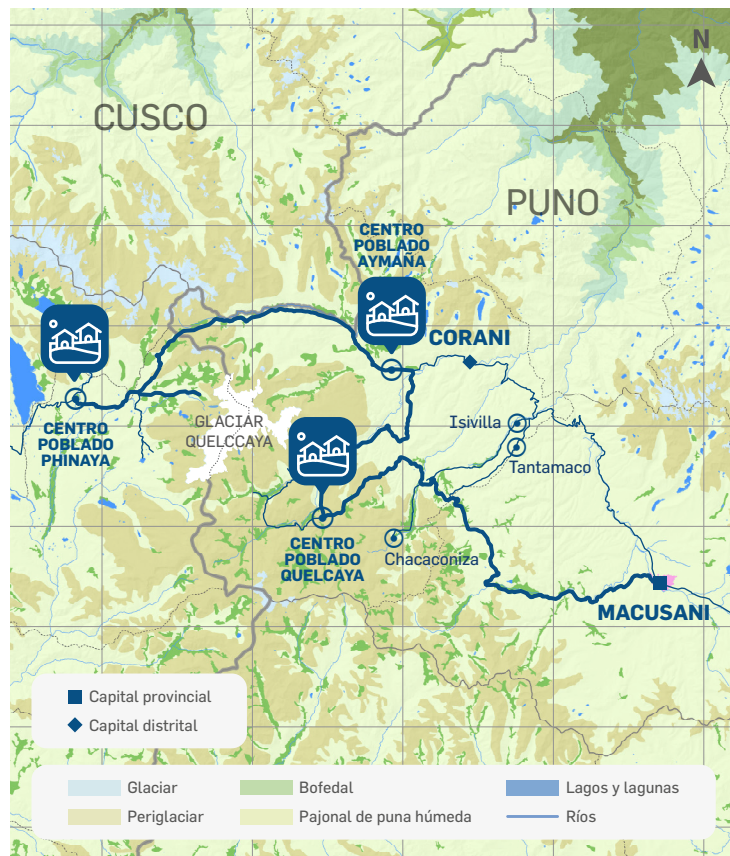 N
CUSCO
PUNO
CENTRO
POBLADO
AYMAÑA
CORANI
Isivilla
GLACIAR
QUELCCAYA
CENTRO
POBLADO
PHINAYA
Tantamaco
CENTRO
POBLADO
QUELCAYA
Chacaconiza
MACUSANI
Capital provincial
Capital distrital
Glaciar
Bofedal
Lagos y lagunas
Periglaciar
Pajonal de puna húmeda
Ríos